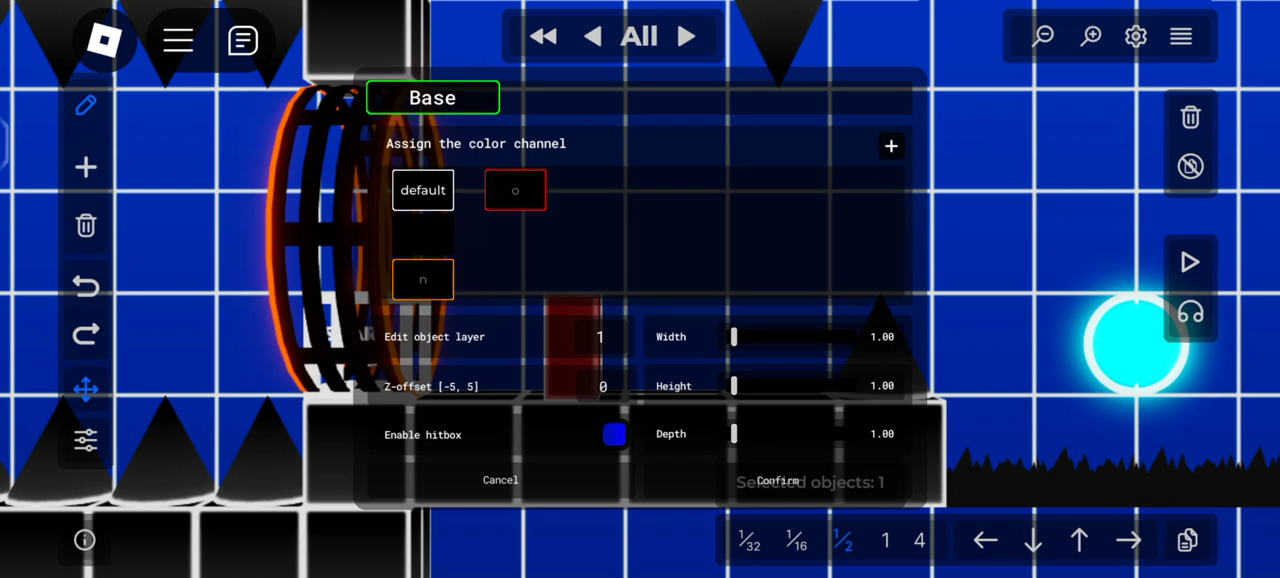 All
Base
Assign the color channel
+
default
o
n
Edit object layer 1
Width 1.00
Z-offset [-5, 5] 0
Height 1.00
Enable hitbox
Depth 1.00
Cancel
Confirm
Selected objects: 1
1/32 1/16 1/2 1 4